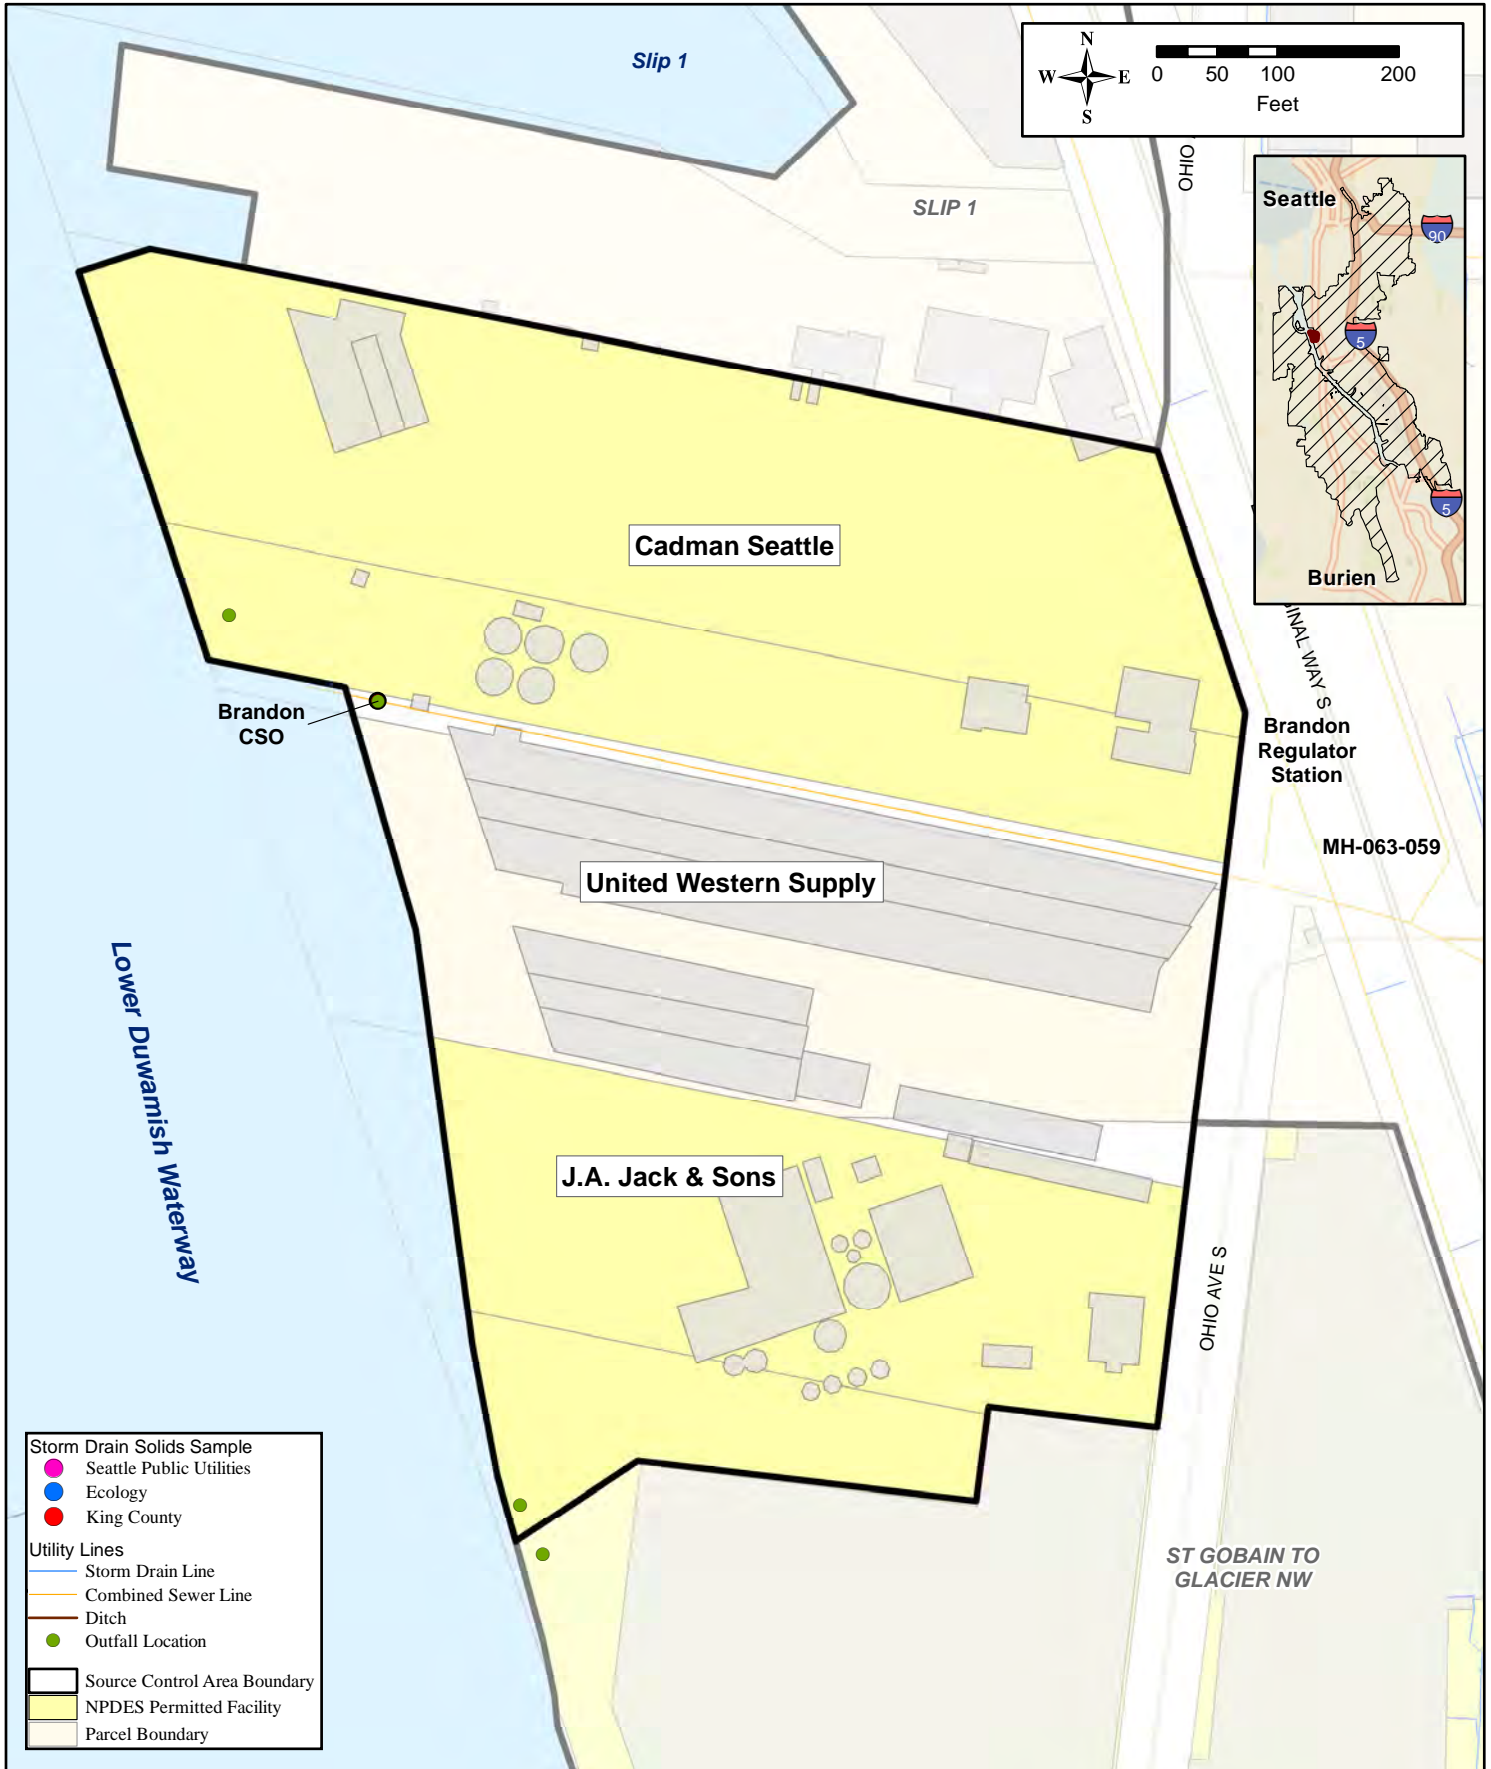 Slip 1
N
W
E
S
0 50 100 200
Feet
OHIO
SLIP 1
Seattle
90
5
5
Burien
Cadman Seattle
GINAL WAY S
Brandon
CSO
Brandon
Regulator
Station
MH-063-059
United Western Supply
Lower Duwamish Waterway
J.A. Jack & Sons
OHIO AVE S
ST GOBAIN TO
GLACIER NW
Storm Drain Solids Sample
Seattle Public Utilities
Ecology
King County
Utility Lines
Storm Drain Line
Combined Sewer Line
Ditch
Outfall Location
Source Control Area Boundary
NPDES Permitted Facility
Parcel Boundary